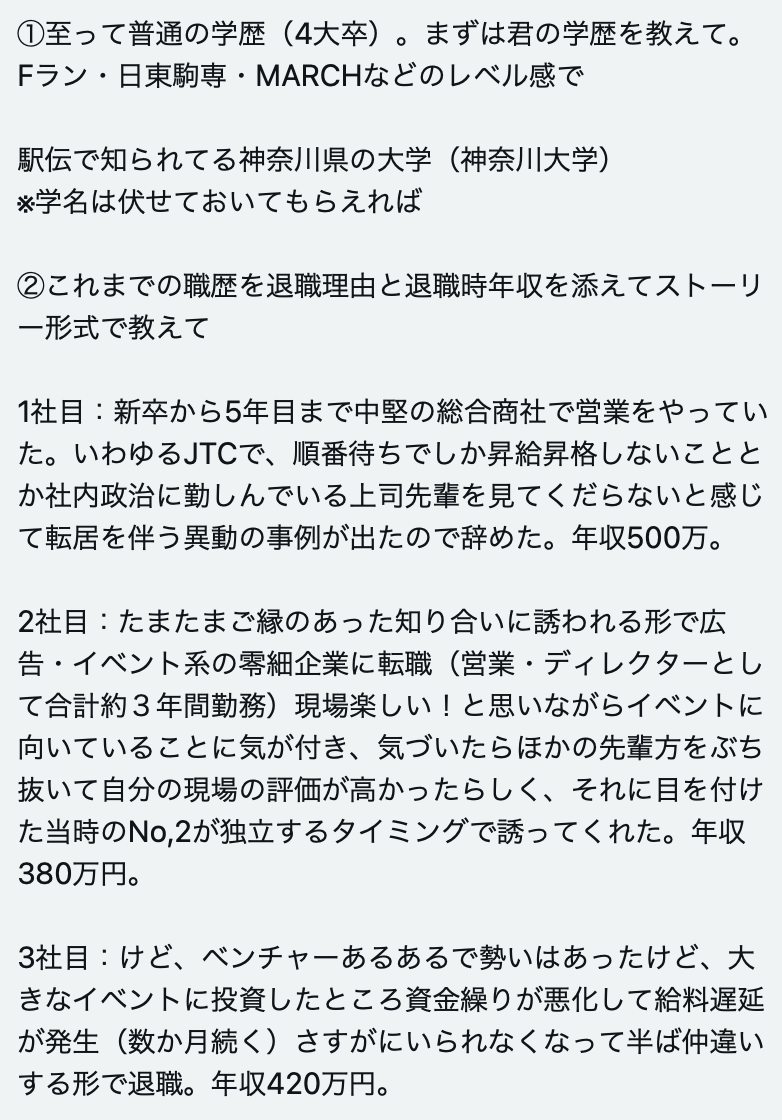 ①至って普通の学歴（4大卒）。まずは君の学歴を教えて。
Fラン・日東駒専・MARCHなどのレベル感で
駅伝で知られてる神奈川県の大学（神奈川大学）
※学名は伏せておいてもらえれば
②これまでの職歴を退職理由と退職時年収を添えてストーリ
ー形式で教えて
1社目：新卒から5年目まで中堅の総合商社で営業をやってい
た。いわゆるJTCで、順番待ちでしか昇給昇格しないことと
か社内政治に勤しんでいる上司先輩を見てくだらないと感じ
て転居を伴う異動の事例が出たので辞めた。年収500万。
2社目：たまたまご縁のあった知り合いに誘われる形で広
告・イベント系の零細企業に転職（営業・ディレクターとし
て合計約３年間勤務）現場楽しい！と思いながらイベントに
向いていることに気が付き、気づいたらほかの先輩方をぶち
抜いて自分の現場の評価が高かったらしく、それに目を付け
た当時のNo,2が独立するタイミングで誘ってくれた。年収
380万円。
3社目：けど、ベンチャーあるあるで勢いはあったけど、大
きなイベントに投資したところ資金繰りが悪化して給料遅延
が発生（数か月続く）さすがにいられなくなって半ば仲違い
する形で退職。年収420万円。